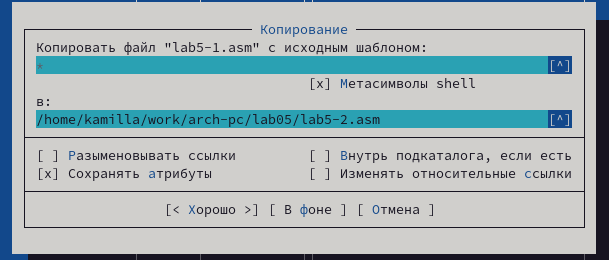 Копирование
Копировать файл "lab5-1.asm" с исходным шаблоном:
* [^]
[x] Метасимволы shell
в:
/home/kamilla/work/arch-pc/lab05/lab5-2.asm [^]
[ ] Разыменовывать ссылки [ ] Внутрь подкаталога, если есть
[x] Сохранять атрибуты [ ] Изменять относительные ссылки
[< Хорошо >] [ В фоне ] [ Отмена ]